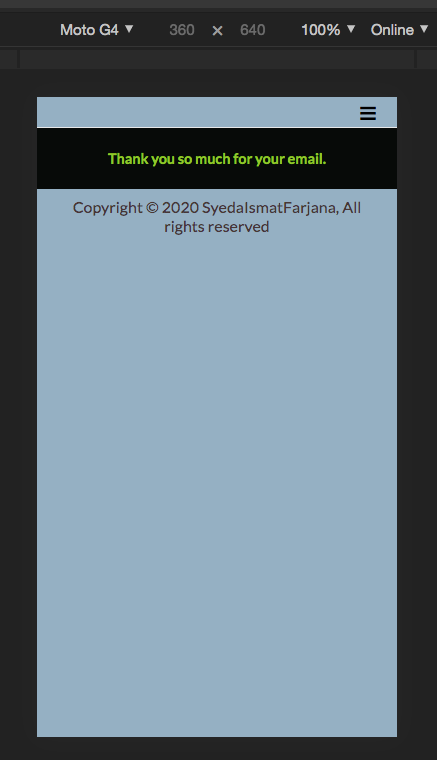 Moto G4 ▼ 360 × 640 100% ▼ Online ▼
Thank you so much for your email.
Copyright © 2020 SyedaIsmatFarjana, All
rights reserved